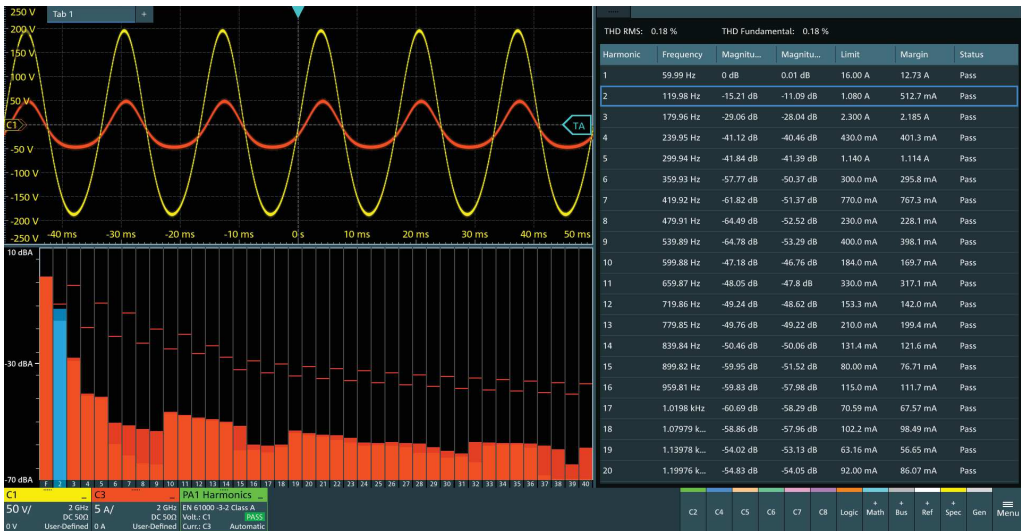 250 V
Tab 1
+
200 V
150 V
100 V
50 V
C1
TA
-50 V
-100 V
-150 V
-200 V
-250 V
-40 ms -30 ms -20 ms -10 ms 0 s 10 ms 20 ms 30 ms 40 ms 50 ms
10 dBA
-30 dBA
-70 dBA
F 2 3 4 5 6 7 8 9 10 11 12 13 14 15 16 17 18 19 20 21 22 23 24 25 26 27 28 29 30 31 32 33 34 35 36 37 38 39 40
THD RMS: 0.18 % THD Fundamental: 0.18 %
Harmonic Frequency Magnitu... Magnitu... Limit Margin Status
1 59.99 Hz 0 dB 0.01 dB 16.00 A 12.73 A Pass
2 119.98 Hz -15.21 dB -11.09 dB 1.080 A 512.7 mA Pass
3 179.96 Hz -29.06 dB -28.04 dB 2.300 A 2.185 A Pass
4 239.95 Hz -41.12 dB -40.46 dB 430.0 mA 401.3 mA Pass
5 299.94 Hz -41.84 dB -41.39 dB 1.140 A 1.114 A Pass
6 359.93 Hz -57.77 dB -50.37 dB 300.0 mA 295.8 mA Pass
7 419.92 Hz -61.82 dB -51.37 dB 770.0 mA 767.3 mA Pass
8 479.91 Hz -64.49 dB -52.52 dB 230.0 mA 228.1 mA Pass
9 539.89 Hz -64.78 dB -53.29 dB 400.0 mA 398.1 mA Pass
10 599.88 Hz -47.18 dB -46.76 dB 184.0 mA 169.7 mA Pass
11 659.87 Hz -48.05 dB -47.8 dB 330.0 mA 317.1 mA Pass
12 719.86 Hz -49.24 dB -48.62 dB 153.3 mA 142.0 mA Pass
13 779.85 Hz -49.76 dB -49.22 dB 210.0 mA 199.4 mA Pass
14 839.84 Hz -50.46 dB -50.06 dB 131.4 mA 121.6 mA Pass
15 899.82 Hz -59.95 dB -51.52 dB 80.00 mA 76.71 mA Pass
16 959.81 Hz -59.83 dB -57.98 dB 115.0 mA 111.7 mA Pass
17 1.0198 kHz -60.69 dB -58.29 dB 70.59 mA 67.57 mA Pass
18 1.07979 k... -58.86 dB -57.96 dB 102.2 mA 98.49 mA Pass
19 1.13978 k... -54.02 dB -53.13 dB 63.16 mA 56.65 mA Pass
20 1.19976 k... -54.83 dB -54.05 dB 92.00 mA 86.07 mA Pass
C1
50 V/ 2 GHz
DC 50Ω
0 V User-Defined
C3
5 A/ 2 GHz
DC 50Ω
0 A User-Defined
PA1 Harmonics
EN 61000 -3-2 Class A
Volt.: C1 PASS
Curr.: C3 Automatic
C2 C4 C5 C6 C7 C8 Logic + Math + Bus + Ref + Spec Gen Menu